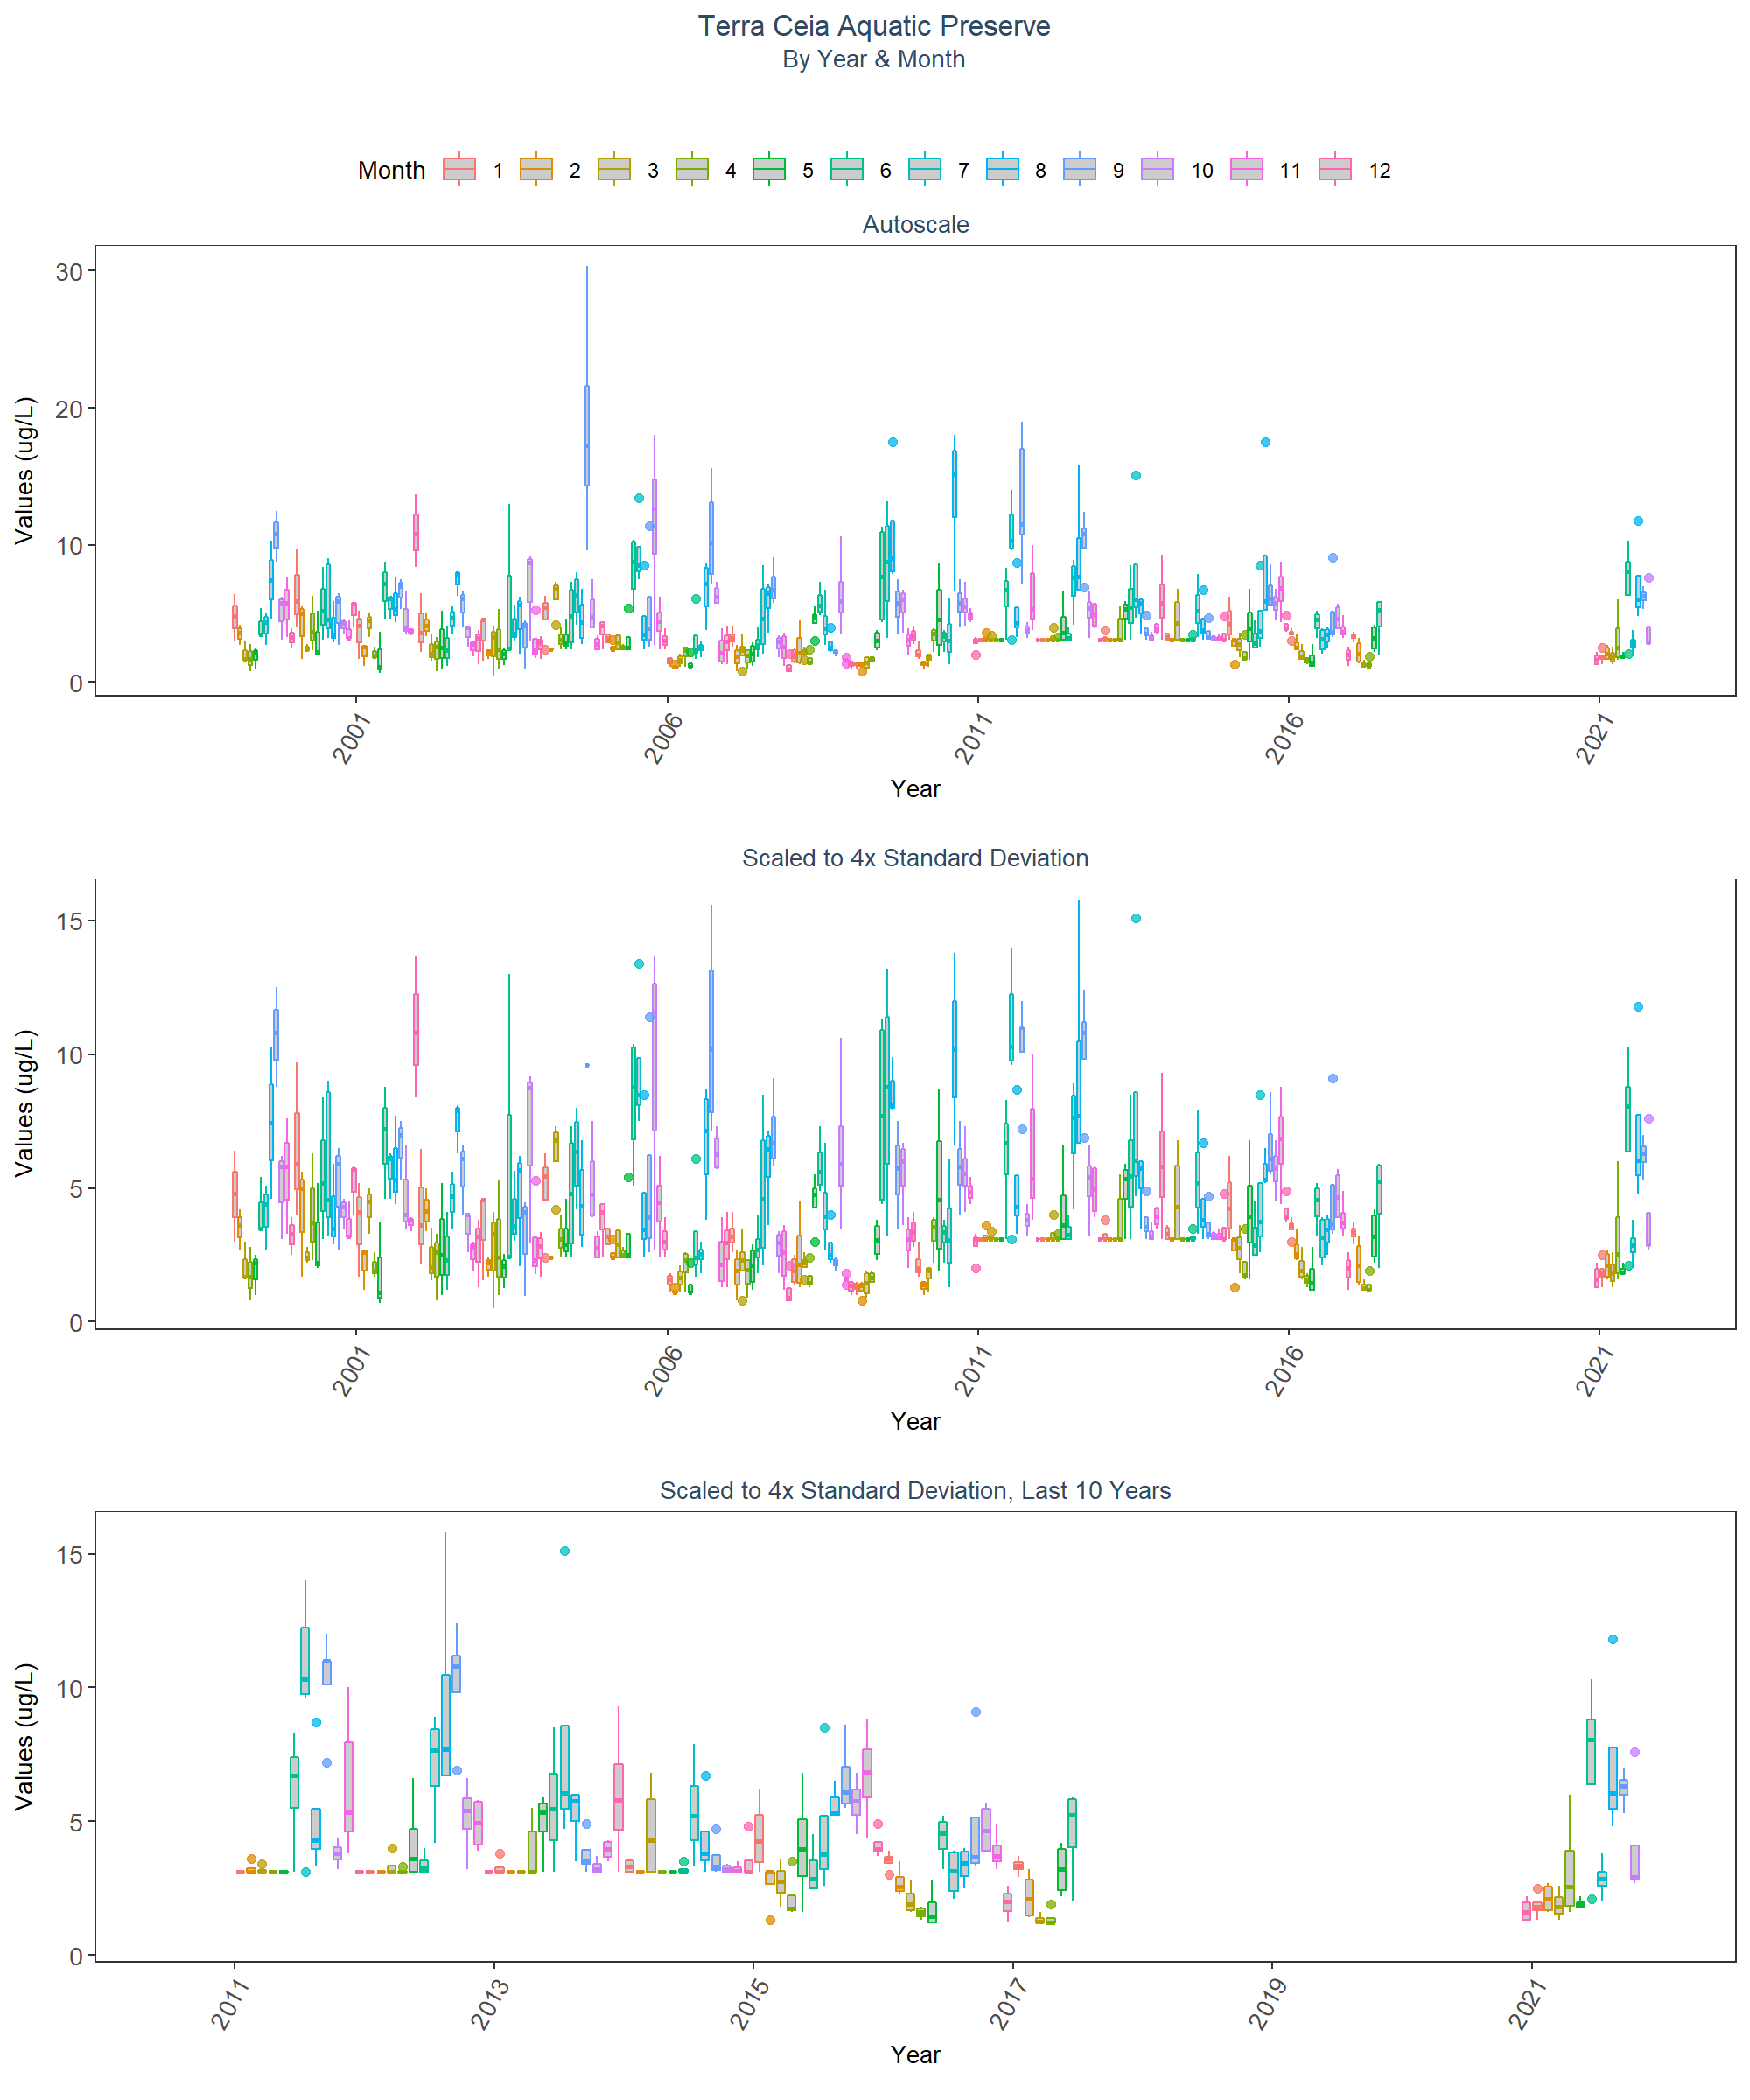 Terra Ceia Aquatic Preserve
By Year & Month
Month 1 2 3 4 5 6 7 8 9 10 11 12
Autoscale
Values (ug/L)
30
20
10
0
2001 2006 2011 2016 2021
Year
Scaled to 4x Standard Deviation
Values (ug/L)
15
10
5
0
2001 2006 2011 2016 2021
Year
Scaled to 4x Standard Deviation, Last 10 Years
Values (ug/L)
15
10
5
0
2011 2013 2015 2017 2019 2021
Year